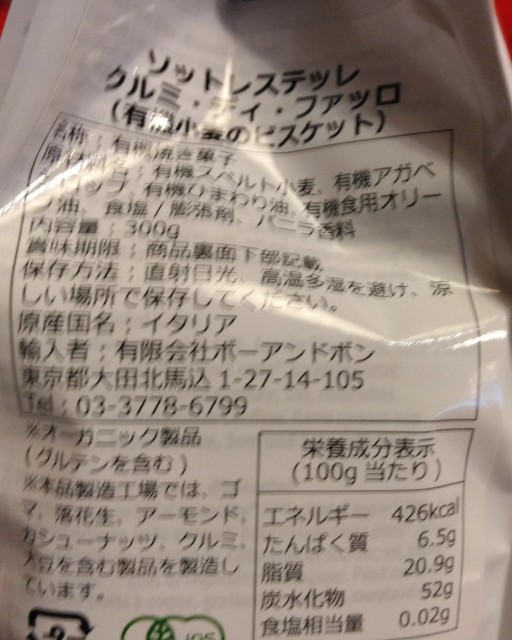 ソットレステッレ
クルミ・ディ・ファッロ
(有機小麦のビスケット)
名称:有機焼き菓子
原材料名:有機スペルト小麦、有機アガベ
シロップ、有機ひまわり油、有機食用オリー
ブ油、食塩/膨張剤、バニラ香料
内容量:300g
賞味期限:商品裏面下部記載
保存方法:直射日光、高温多湿を避け、涼
しい場所で保存してください。
原産国名:イタリア
輸入者:有限会社ボーアンドボン
東京都大田北馬込 1-27-14-105
Tel:03-3778-6799
※オーガニック製品
(グルテンを含む)
※本品製造工場では、ゴ
マ、落花生、アーモンド、
カシューナッツ、クルミ、
大豆を含む製品を製造し
ています。
栄養成分表示
(100g 当たり)
エネルギー 426kcal
たんぱく質 6.5g
脂質 20.9g
炭水化物 52g
食塩相当量 0.02g